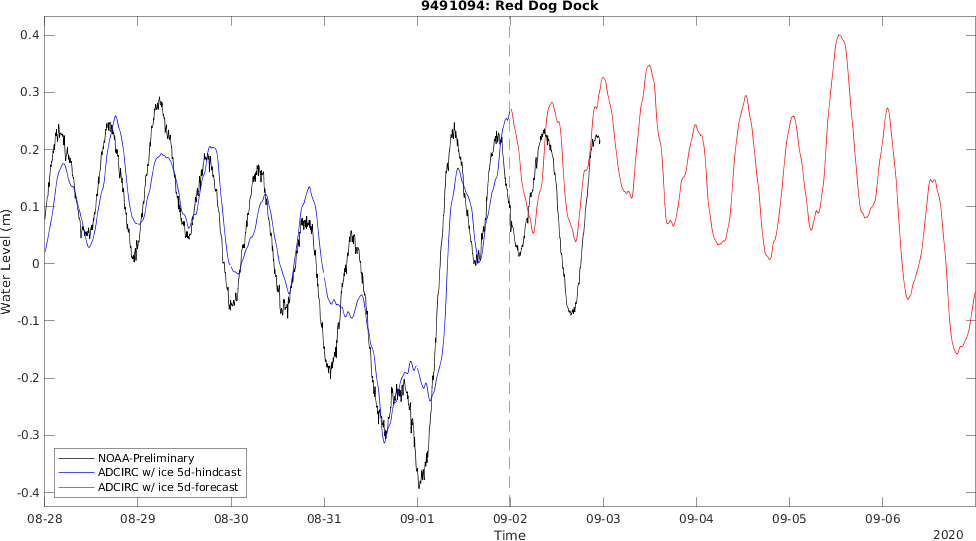 9491094: Red Dog Dock
0.4
0.3
0.2
0.1
0
-0.1
-0.2
-0.3
-0.4
Water Level (m)
NOAA-Preliminary
ADCIRC w/ ice 5d-hindcast
ADCIRC w/ ice 5d-forecast
08-28 08-29 08-30 08-31 09-01 09-02 09-03 09-04 09-05 09-06
Time
2020